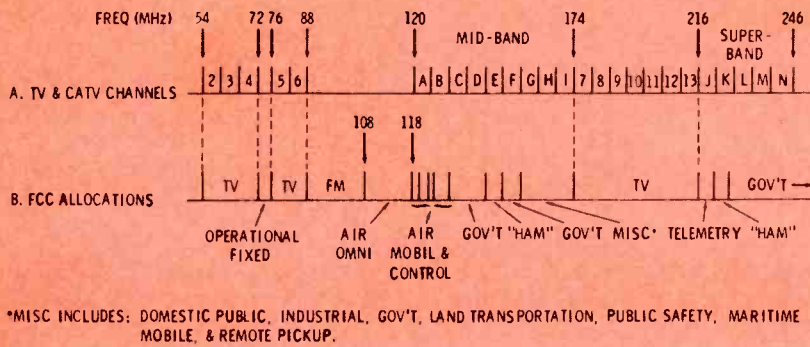 FREQ (MHz) 54 72 76 88 120 174 216 246
MID-BAND SUPER-
BAND
A. TV & CATV CHANNELS 2 3 4 5 6 A B C D E F G H I 7 8 9 10 11 12 13 J K L M N
108 118
B. FCC ALLOCATIONS TV TV FM TV GOV'T
OPERATIONAL FIXED
AIR OMNI
AIR MOBIL & CONTROL
GOV'T "HAM" GOV'T MISC* TELEMETRY "HAM"
*MISC INCLUDES: DOMESTIC PUBLIC, INDUSTRIAL, GOV'T, LAND TRANSPORTATION, PUBLIC SAFETY, MARITIME
MOBILE, & REMOTE PICKUP.